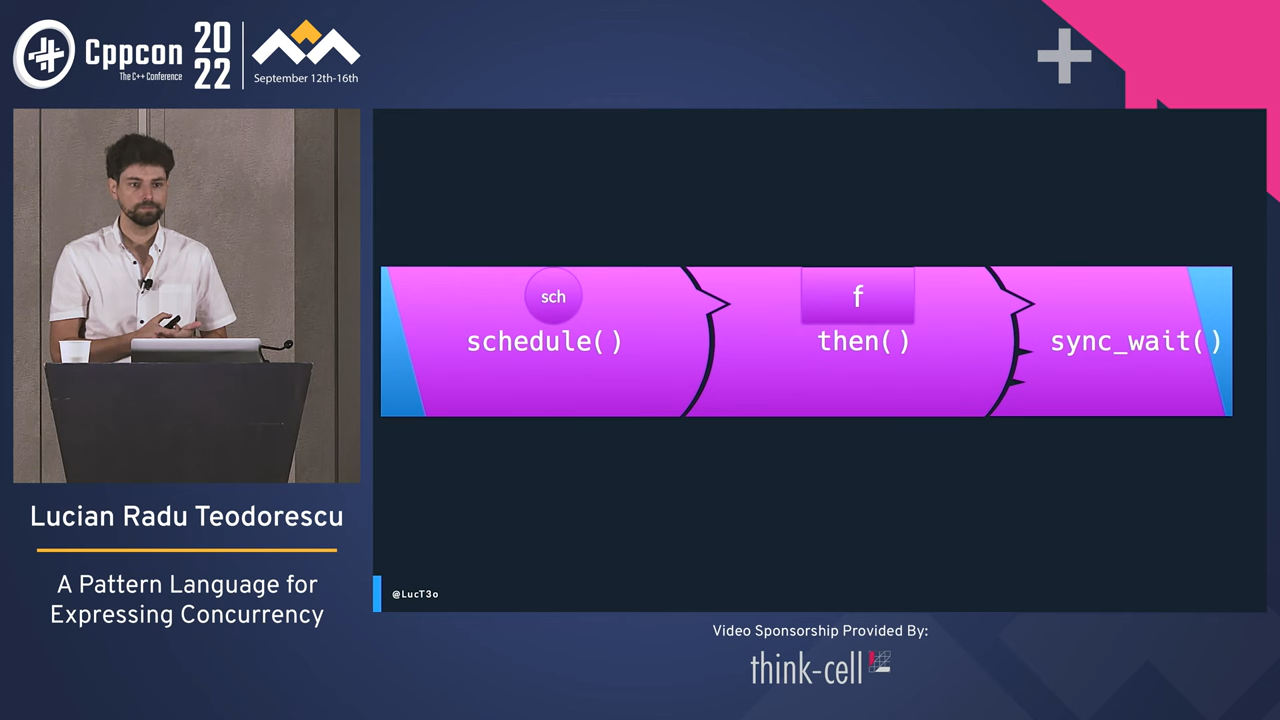 Cppcon
The C++ Conference
20
22
September 12th-16th
sch
schedule()
f
then()
sync_wait()
@LucT3o
Lucian Radu Teodorescu
A Pattern Language for
Expressing Concurrency
Video Sponsorship Provided By:
think-cell